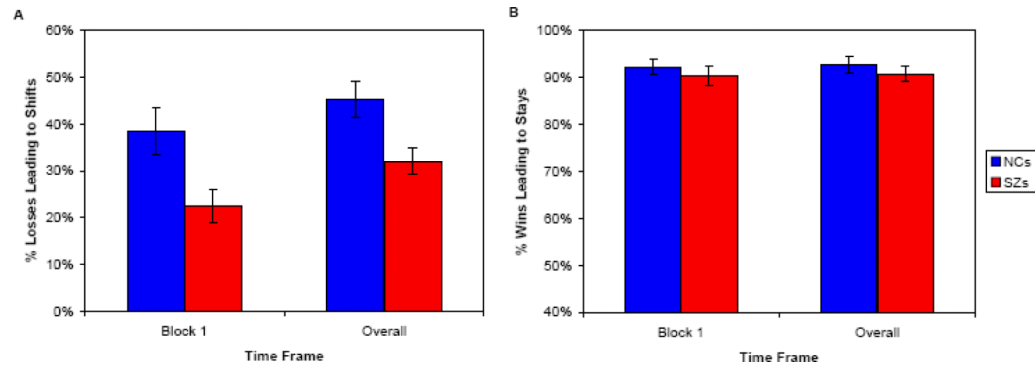 A
60%
50%
40%
30%
20%
10%
0%
% Losses Leading to Shifts
Block 1
Overall
Time Frame
B
100%
90%
80%
70%
60%
50%
40%
% Wins Leading to Stays
Block 1
Overall
Time Frame
NCs
SZs